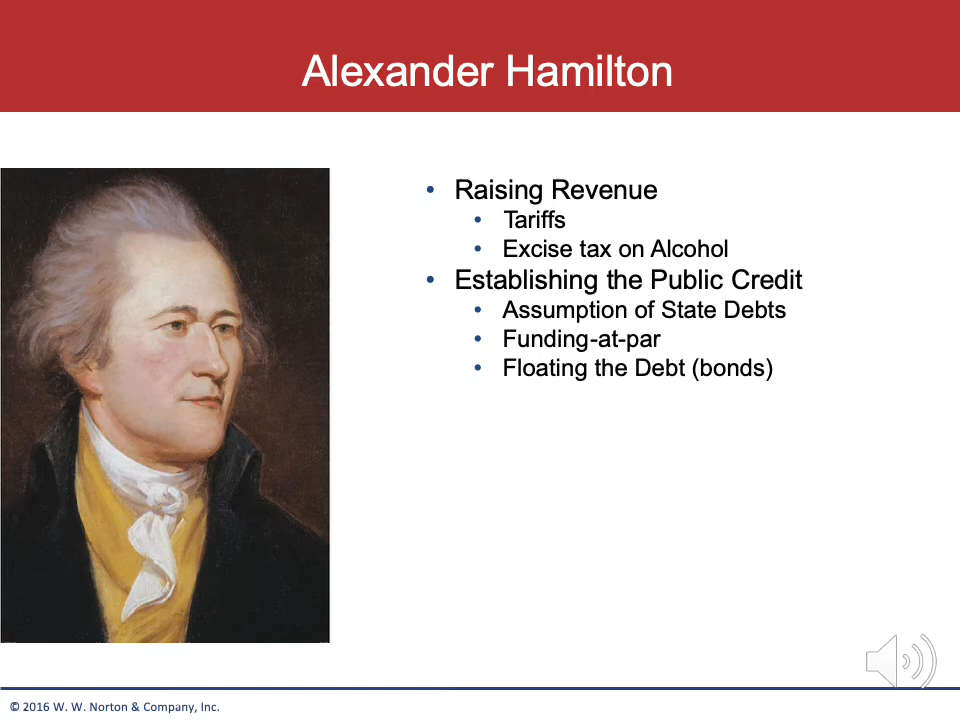 Alexander Hamilton
• Raising Revenue
• Tariffs
• Excise tax on Alcohol
• Establishing the Public Credit
• Assumption of State Debts
• Funding-at-par
• Floating the Debt (bonds)
© 2016 W. W. Norton & Company, Inc.